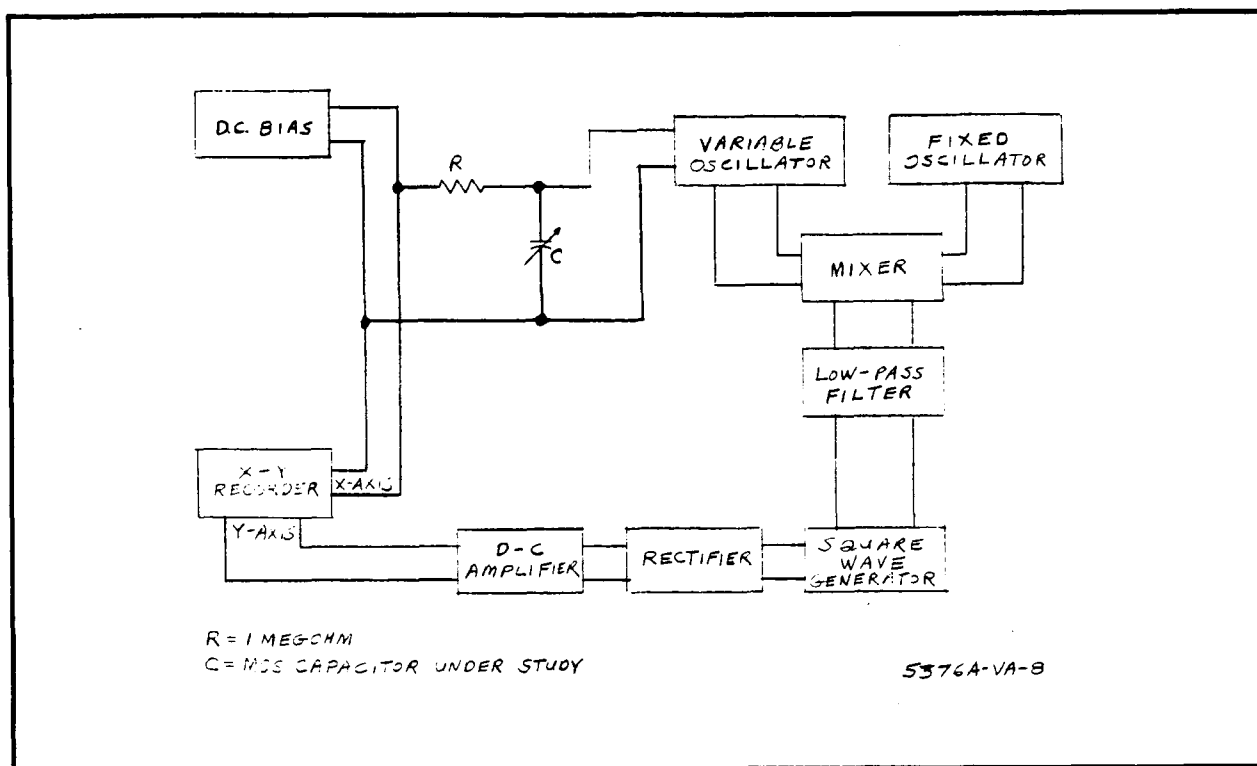 D.C. BIAS
R
C
VARIABLE
OSCILLATOR
FIXED
OSCILLATOR
MIXER
LOW-PASS
FILTER
X-Y
RECORDER
X-AXIS
Y-AXIS
D-C
AMPLIFIER
RECTIFIER
SQUARE
WAVE
GENERATOR
R = 1 MEGOHM
C = MOS CAPACITOR UNDER STUDY
5376A-VA-8